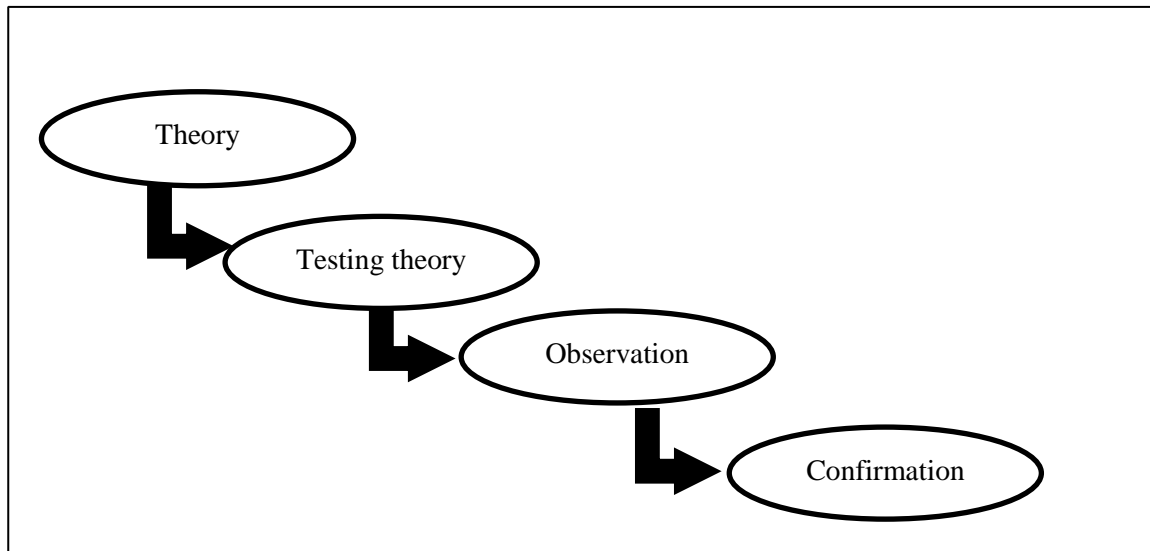 Theory
Testing theory
Observation
Confirmation